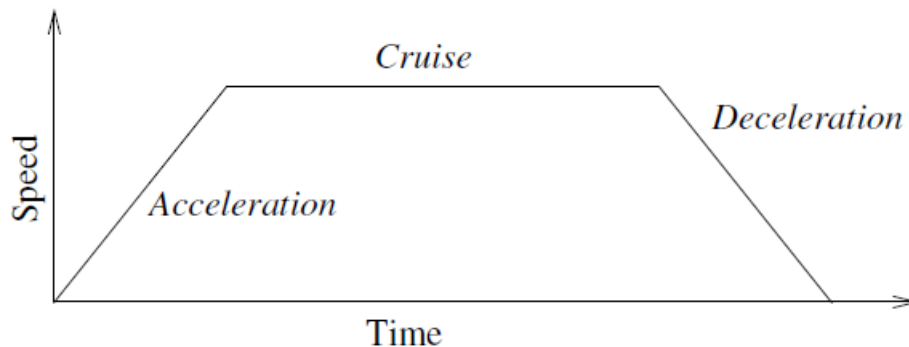 Cruise
Deceleration
Acceleration
Speed
Time